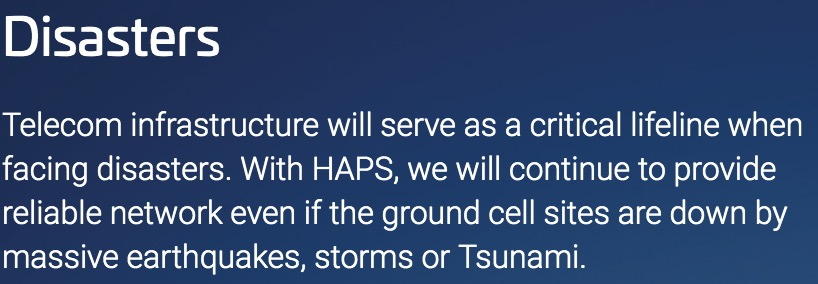 Disasters
Telecom infrastructure will serve as a critical lifeline when
facing disasters. With HAPS, we will continue to provide
reliable network even if the ground cell sites are down by
massive earthquakes, storms or Tsunami.